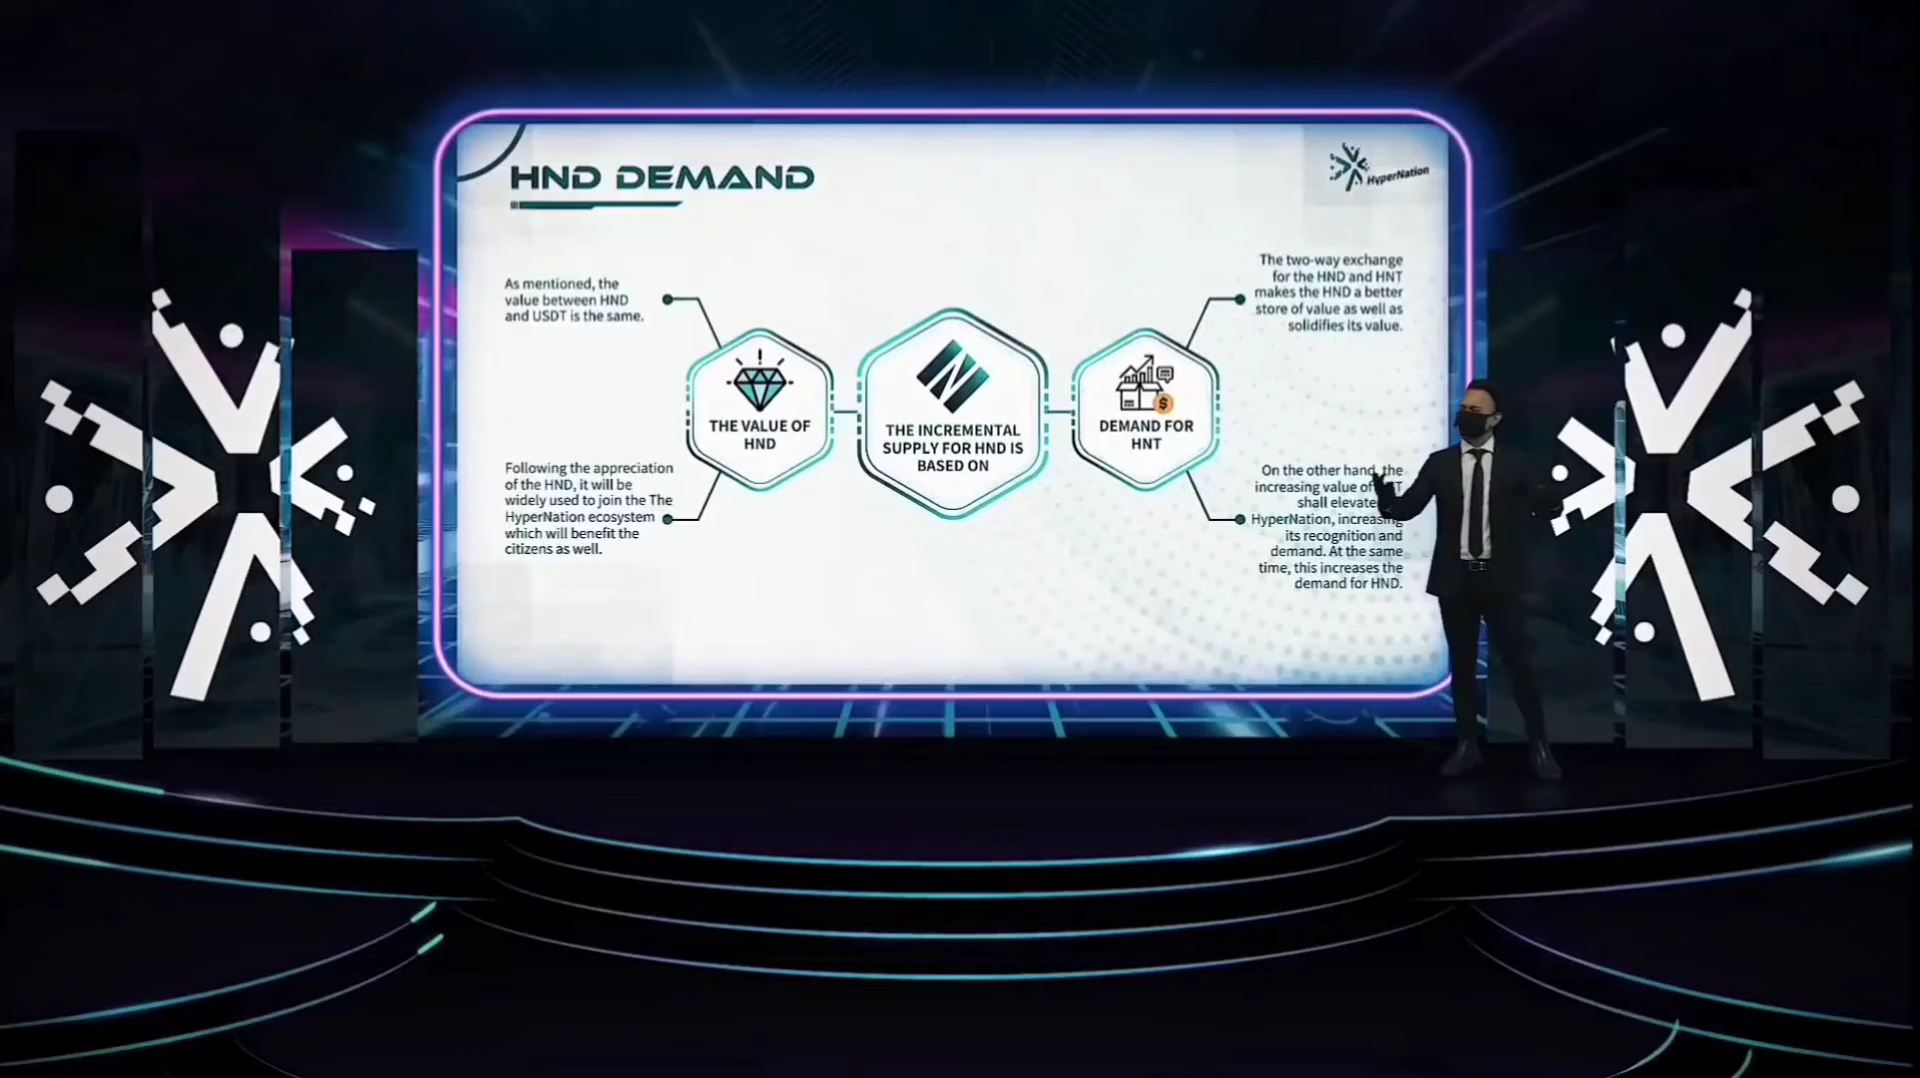 HND DEMAND
HyperNation
As mentioned, the
value between HND
and USDT is the same.
The two-way exchange
for the HND and HNT
makes the HND a better
store of value as well as
solidifies its value.
THE VALUE OF
HND
THE INCREMENTAL
SUPPLY FOR HND IS
BASED ON
DEMAND FOR
HNT
Following the appreciation
of the HND, it will be
widely used to join the The
HyperNation ecosystem
which will benefit the
citizens as well.
On the other hand, the
increasing value of
shall elevate
HyperNation, increasing
its recognition and
demand. At the same
time, this increases the
demand for HND.